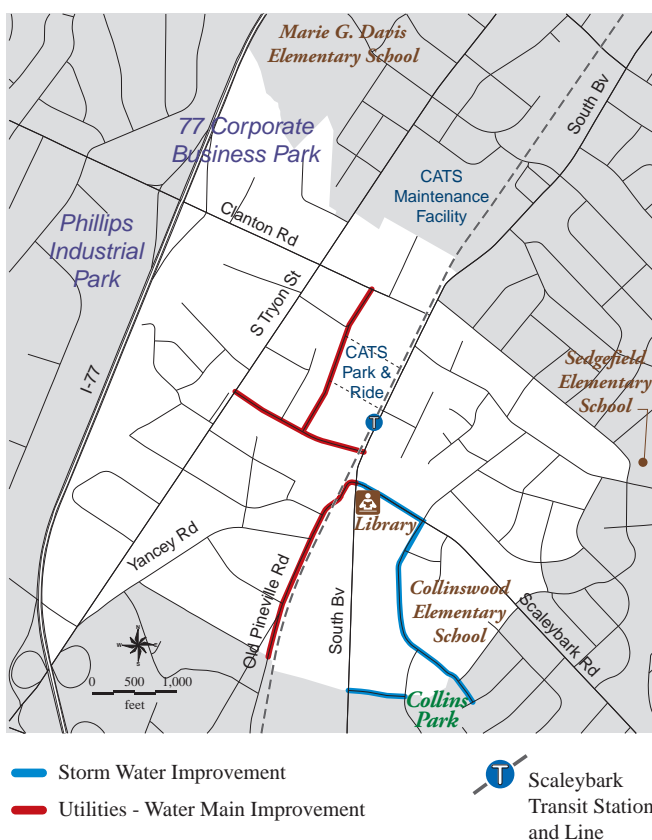 Marie G. Davis
Elementary School
South Bv
77 Corporate
Business Park
CATS
Maintenance
Facility
Phillips
Industrial
Park
Clanton Rd
S Tryon St
I-77
CATS
Park &
Ride
Sedgefield
Elementary
School
T
Library
Yancey Rd
Old Pineville Rd
South Bv
Collinswood
Elementary
School
Scaleybark Rd
N
W E
S
0 500 1,000
feet
Collins
Park
Storm Water Improvement
Utilities - Water Main Improvement
T
Scaleybark
Transit Station
and Line